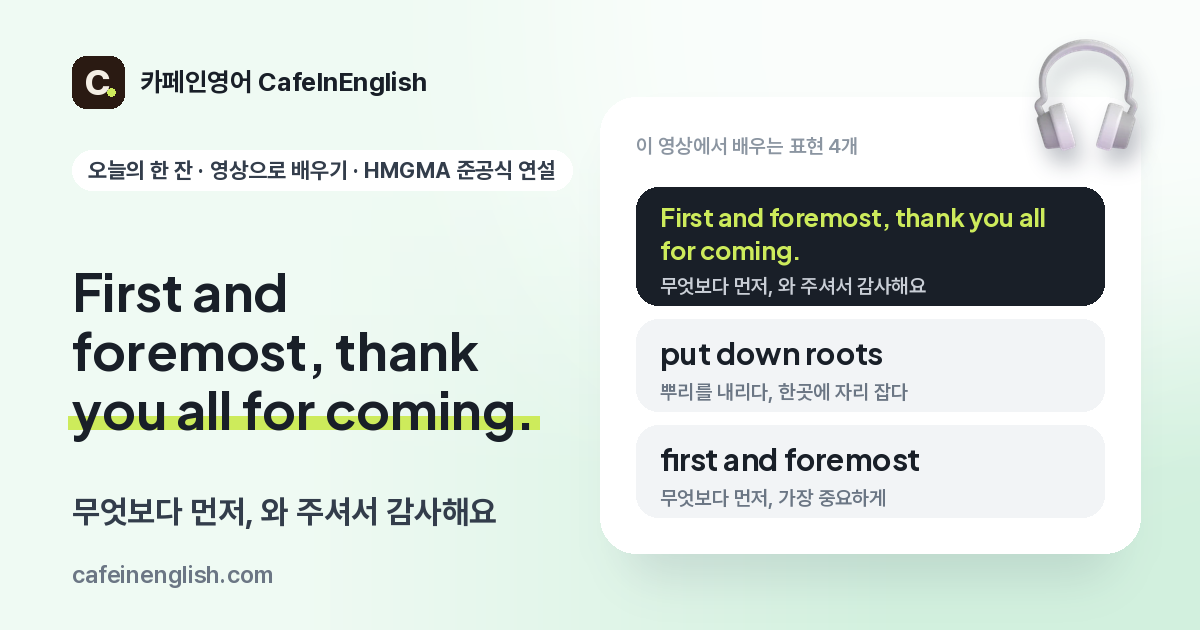 C
카페인영어 CafeInEnglish
오늘의 한 잔 · 영상으로 배우기 · HMGMA 준공식 연설
First and
foremost, thank
you all for coming.
무엇보다 먼저, 와 주셔서 감사해요
cafeinenglish.com
이 영상에서 배우는 표현 4개
First and foremost, thank you all
for coming.
무엇보다 먼저, 와 주셔서 감사해요
put down roots
뿌리를 내리다, 한곳에 자리 잡다
first and foremost
무엇보다 먼저, 가장 중요하게